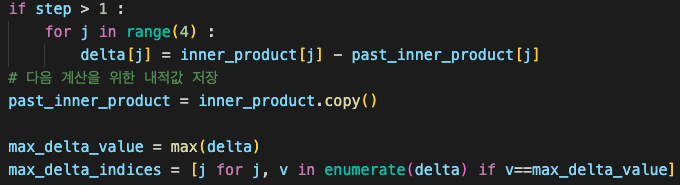 if step > 1 :
    for j in range(4) :
        delta[j] = inner_product[j] - past_inner_product[j]
# 다음 계산을 위한 내적값 저장
past_inner_product = inner_product.copy()

max_delta_value = max(delta)
max_delta_indices = [j for j, v in enumerate(delta) if v==max_delta_value]